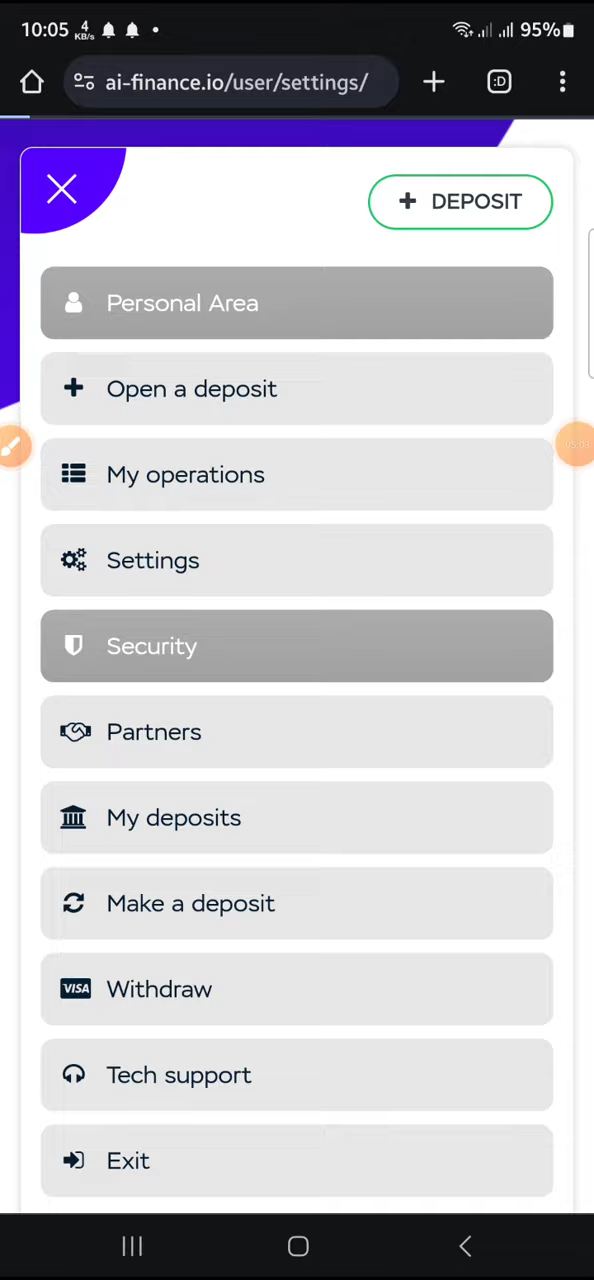 10:05 4 KB/s 95%
ai-finance.io/user/settings/ :D
DEPOSIT
Personal Area
Open a deposit
My operations
Settings
Security
Partners
My deposits
Make a deposit
VISA Withdraw
Tech support
Exit